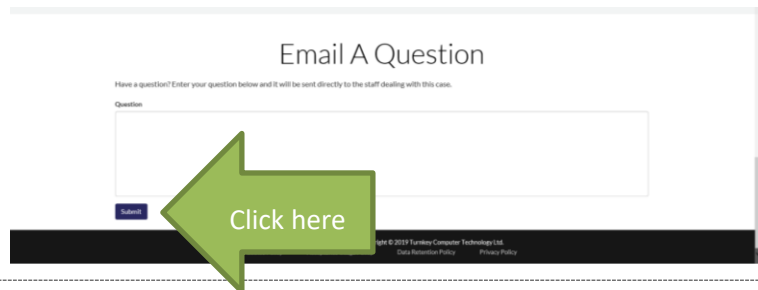 Email A Question
Have a question? Enter your question below and it will be sent directly to the staff dealing with this case.
Question
Submit
Click here
© 2019 Turnkey Computer Technology Ltd.
Data Retention Policy Privacy Policy